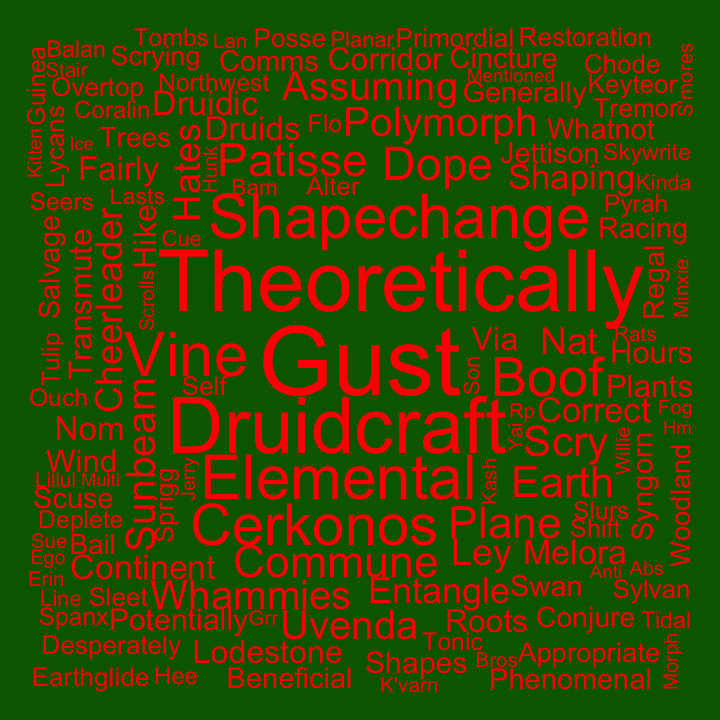 Tombs Lan Posse Planar Primordial Restoration
Balan Scrying Comms Corridor Cincture Chode
Stair Overtop Northwest Assuming Mentioned Generally Keyteor
Guinea Coralin Druidic Tremor S'mores
Lycans Ice Trees Druids Flo Polymorph Whatnot
Kitten Fairly Hates Hunk Patisse Dope Jettison Skywrite
Seers Lasts Bam Alter Shaping Kinda
Salvage Transmute Cheerleader Hike Cue Shapechange Pyrah Racing
Scrolls Theoretically Regal Minxie
Tulip Vine Gust Via Nat Rats Hours
Ouch Self Son Boof Plants
Nom Sunbeam Druidcraft Rp Yai Correct Fog Hm
Wind Scry Willie
Lillul Multi Sprigg Jerry Elemental Kash Earth Syngorn Woodland
Scuse Deplete Cerkonos Plane Slurs Shift
Sue Bail Ley Melora
Ego Continent Commune Anti Abs
Erin Line Sleet Whammies Entangle Swan Sylvan
Spanx Potentially Grr Uvenda Roots Conjure Tidal
Desperately Lodestone Tonic Shapes Bros Appropriate Morph
Earthglide Hee Beneficial K'varn Phenomenal